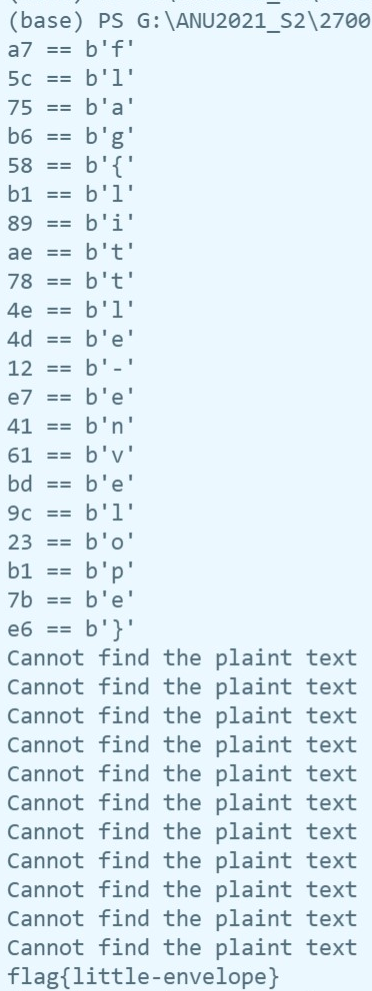 (base) PS G:\ANU2021_S2\2700
a7 == b'f'
5c == b'l'
75 == b'a'
b6 == b'g'
58 == b'{'
b1 == b'l'
89 == b'i'
ae == b't'
78 == b't'
4e == b'l'
4d == b'e'
12 == b'-'
e7 == b'e'
41 == b'n'
61 == b'v'
bd == b'e'
9c == b'l'
23 == b'o'
b1 == b'p'
7b == b'e'
e6 == b'}'
Cannot find the plaint text
Cannot find the plaint text
Cannot find the plaint text
Cannot find the plaint text
Cannot find the plaint text
Cannot find the plaint text
Cannot find the plaint text
Cannot find the plaint text
Cannot find the plaint text
Cannot find the plaint text
Cannot find the plaint text
flag{little-envelope}